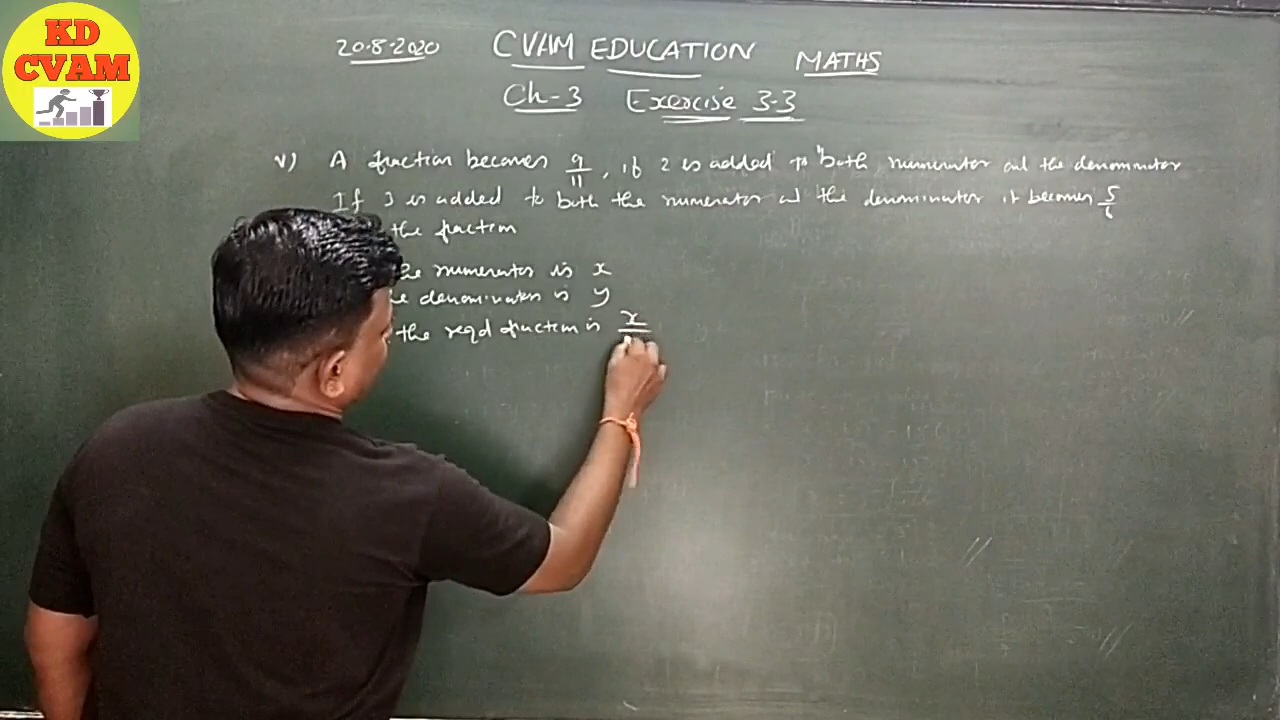 KD
CVAM
20.8.2020 CVAM EDUCATION MATHS
Ch-3 Exercise 3.3
v) A fraction becomes 9/11, if 2 is added to both numerator and the denominator
If 3 is added to both the numerator and the denominator it becomes 5/6
the fraction
the numerator is x
denominator is y
the reqd fraction is x